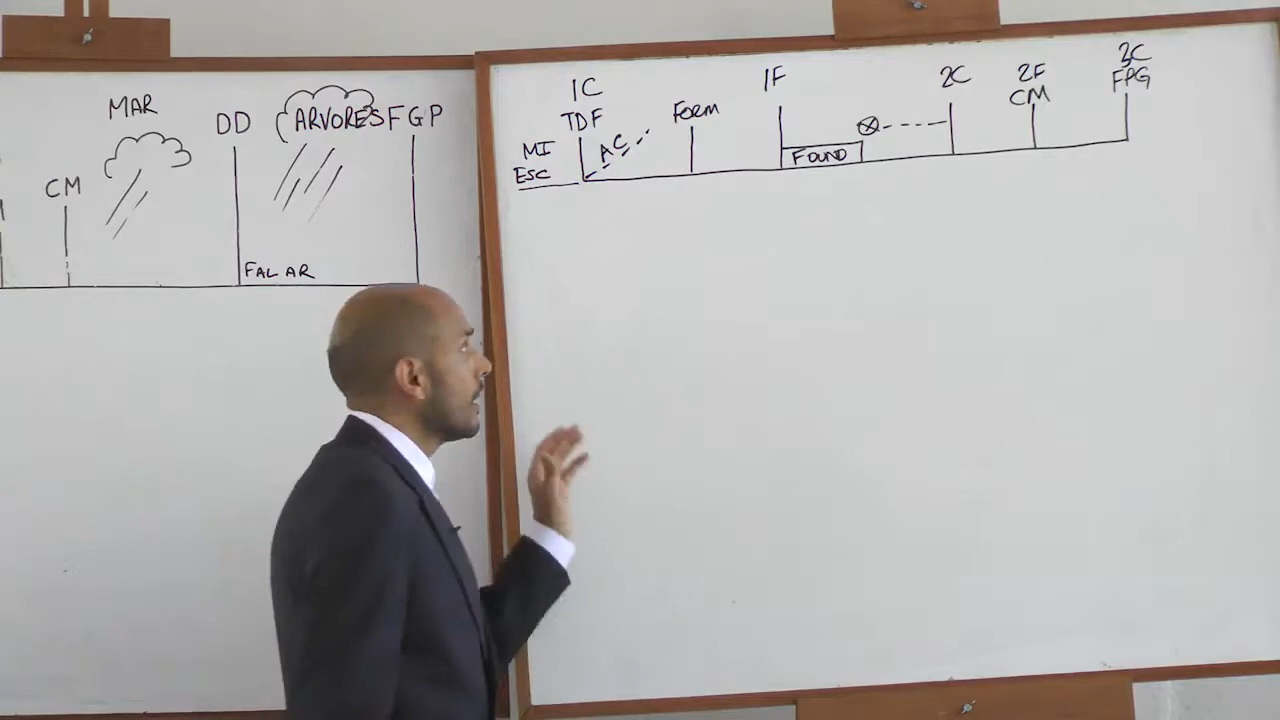 MAR
DD
ARVORES
FGP
CM
FALAR
1C
TDF
MI
ESC
AC
FORM
1F
FOUND
2C
2F
CM
3C
FPG